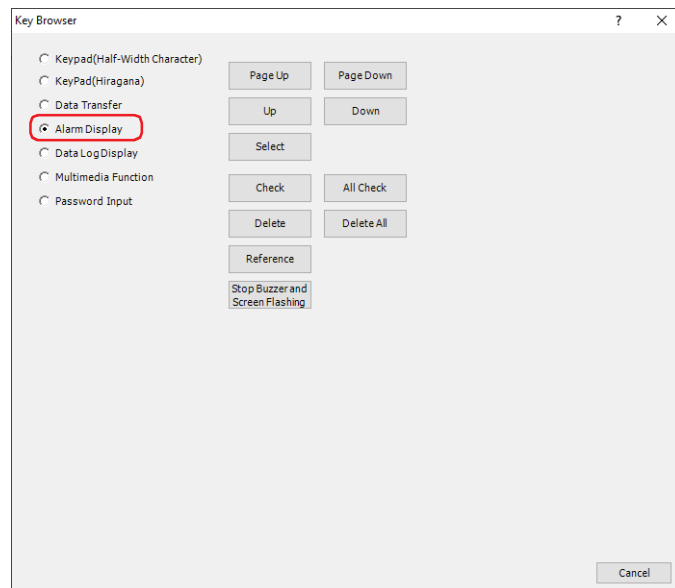 Key Browser
?
Keypad(Half-Width Character)
KeyPad(Hiragana)
Data Transfer
Alarm Display
Data Log Display
Multimedia Function
Password Input
Page Up
Page Down
Up
Down
Select
Check
All Check
Delete
Delete All
Reference
Stop Buzzer and
Screen Flashing
Cancel